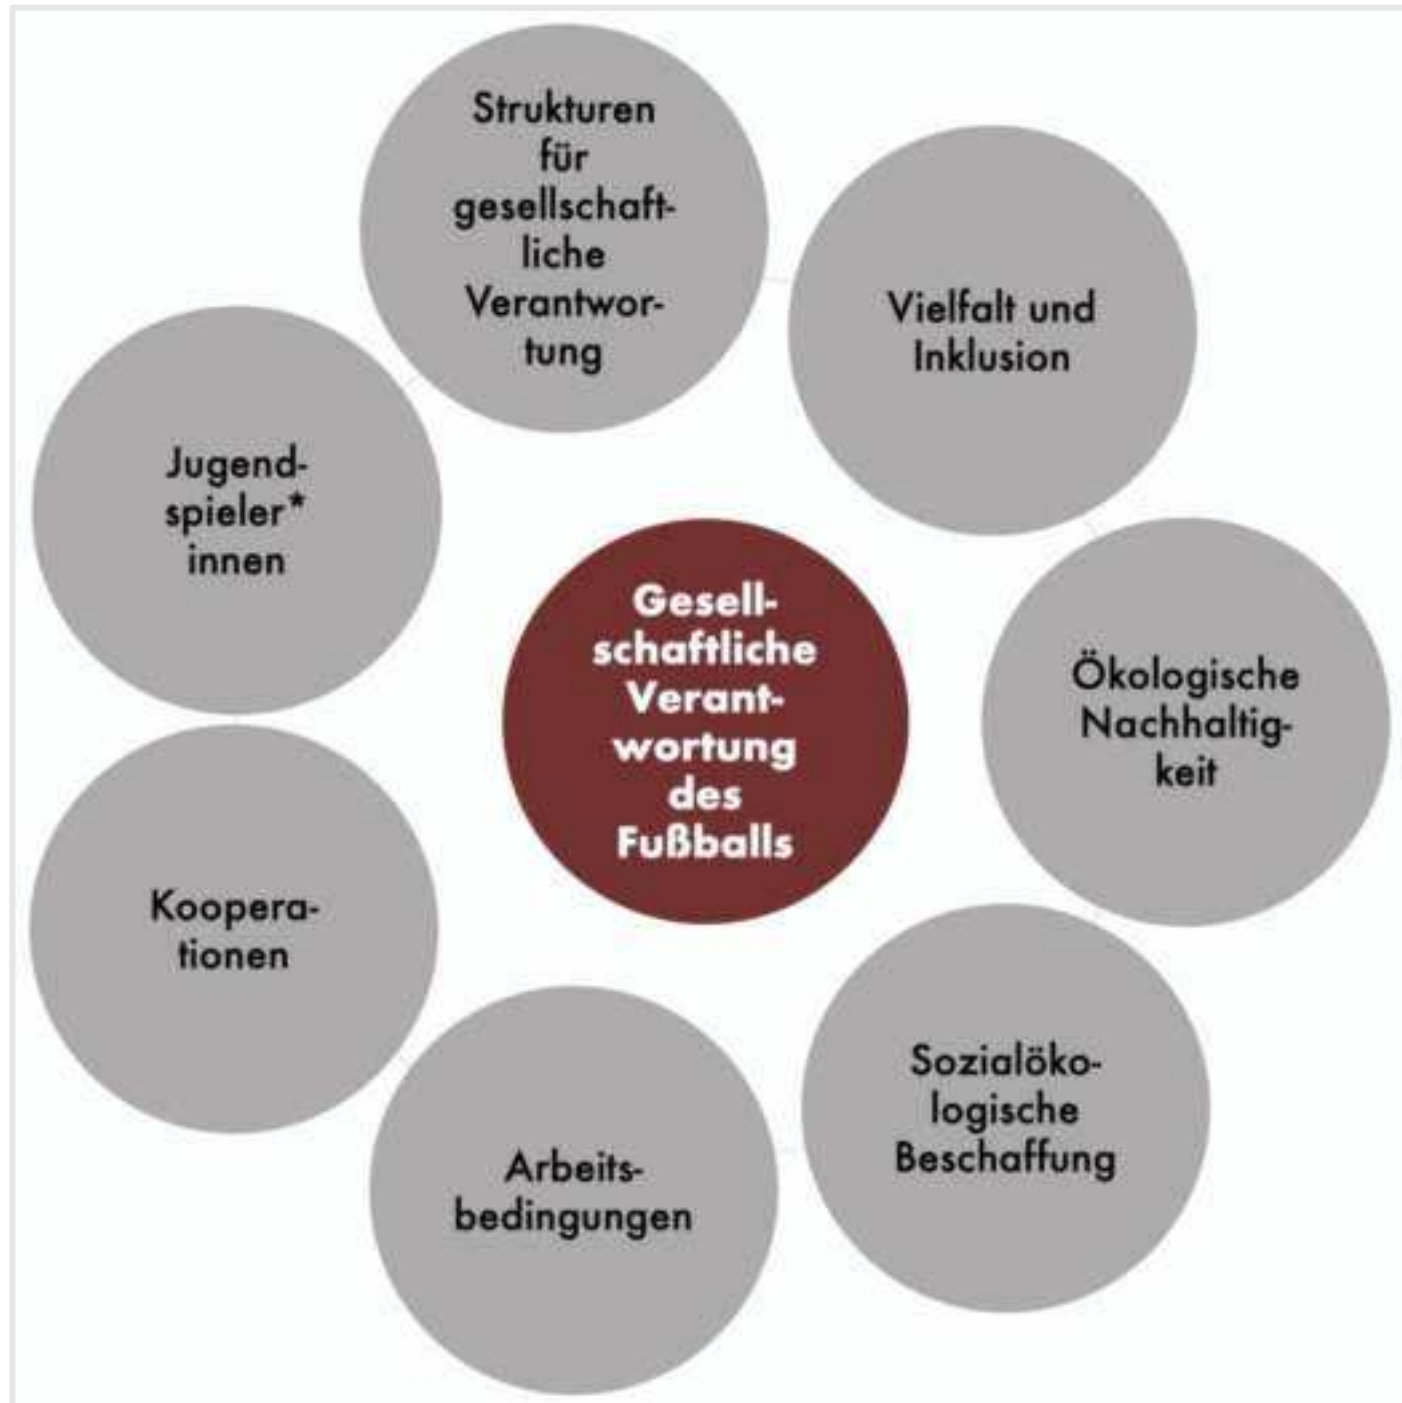 Strukturen
für
gesellschaft-
liche
Verantwor-
tung
Vielfalt und
Inklusion
Jugend-
spieler*
innen
Gesell-
schaftliche
Verant-
wortung
des
Fußballs
Ökologische
Nachhaltig-
keit
Koopera-
tionen
Sozialöko-
logische
Beschaffung
Arbeits-
bedingungen